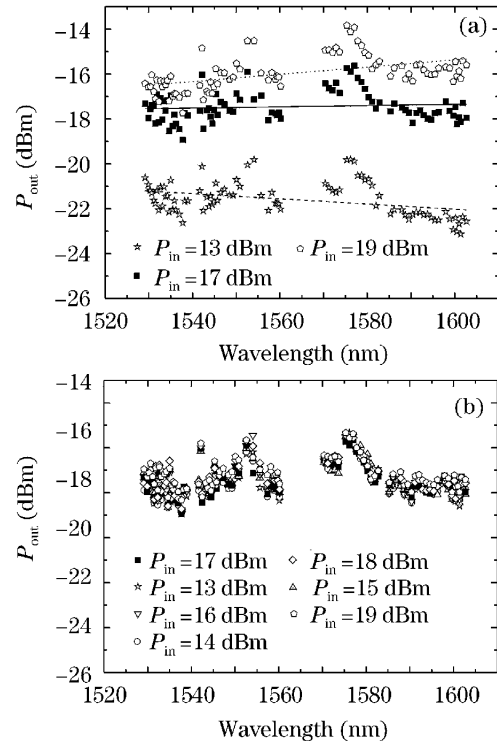 (a)
−14
−16
−18
−20
−22
−24
−26
P_out (dBm)
P_in =13 dBm
P_in =19 dBm
P_in =17 dBm
1520 1540 1560 1580 1600
Wavelength (nm)
(b)
−14
−16
−18
−20
−22
−24
−26
P_out (dBm)
P_in =17 dBm
P_in =18 dBm
P_in =13 dBm
P_in =15 dBm
P_in =16 dBm
P_in =19 dBm
P_in =14 dBm
1520 1540 1560 1580 1600
Wavelength (nm)